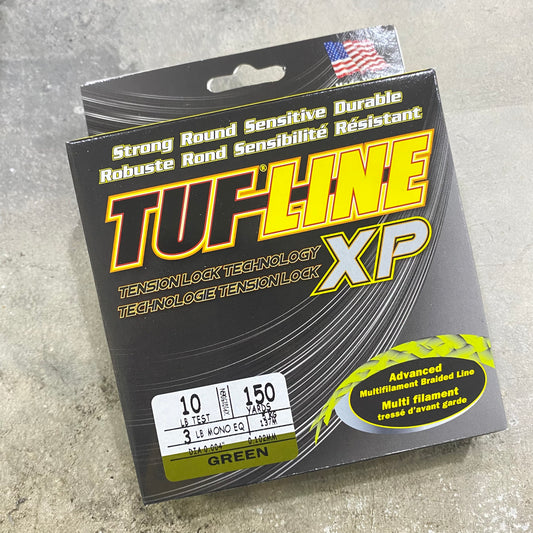 Strong Round Sensitive Durable
Robuste Rond Sensibilité Résistant
TUF-LINE®
XP
TENSION LOCK TECHNOLOGY
TECHNOLOGIE TENSION LOCK
Advanced
Multifilament Braided Line
Multi filament
tressé d'avant garde
10 150
LB TEST YARDS
5 KG
3 LB MONO EQ 137M
DIA 0.004" 0.102MM
GREEN